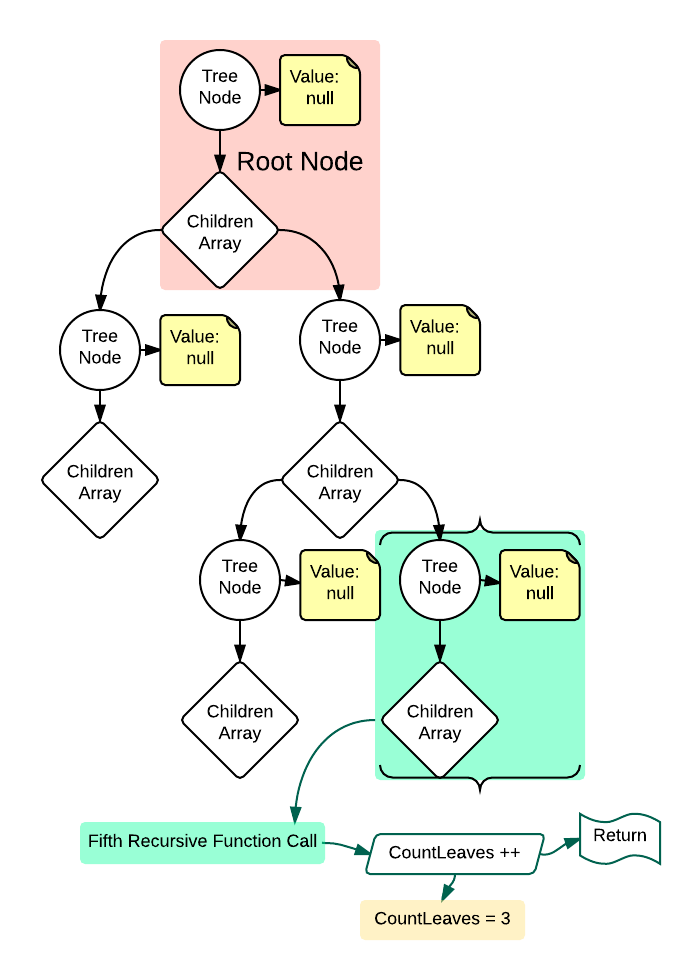 Tree
Node
Value:
null
Root Node
Children
Array
Tree
Node
Value:
null
Tree
Node
Value:
null
Children
Array
Children
Array
Tree
Node
Value:
null
Tree
Node
Value:
null
Children
Array
Children
Array
Fifth Recursive Function Call
CountLeaves ++
Return
CountLeaves = 3